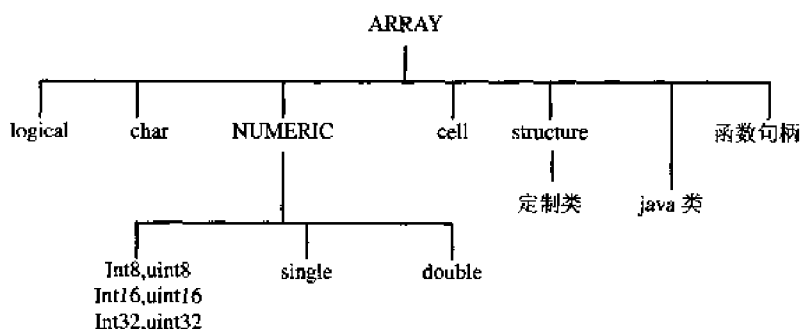 ARRAY
logical char NUMERIC cell structure 函数句柄
定制类 java 类
Int8,uint8 single double
Int16,uint16
Int32,uint32